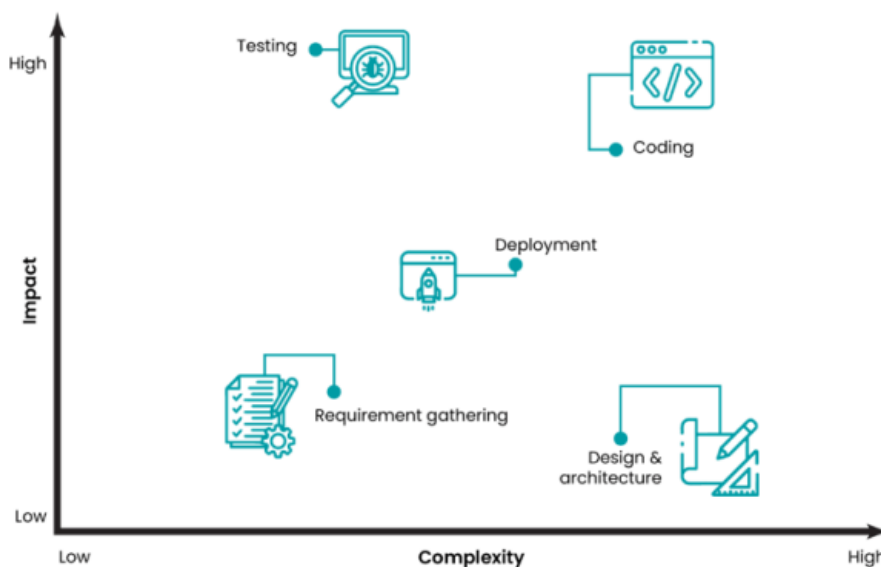 Testing
High
Coding
Deployment
Impact
Requirement gathering
Design &
architecture
Low
Low
Complexity
High